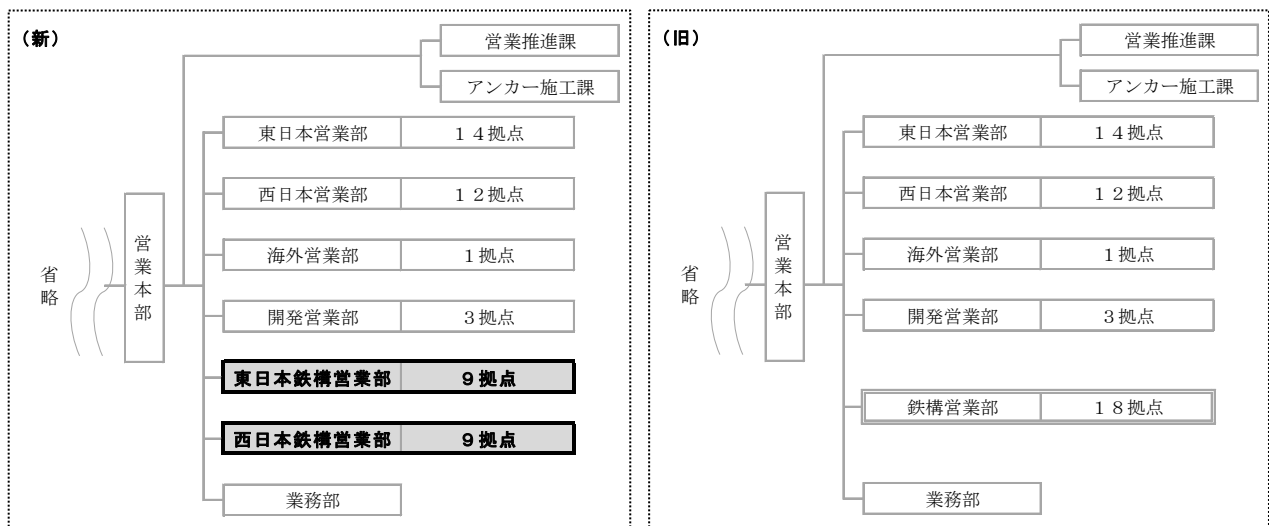 (新)
営業推進課
アンカー施工課
東日本営業部 14拠点
西日本営業部 12拠点
海外営業部 1拠点
開発営業部 3拠点
東日本鉄構営業部 9拠点
西日本鉄構営業部 9拠点
業務部
営業本部
省略
(旧)
営業推進課
アンカー施工課
東日本営業部 14拠点
西日本営業部 12拠点
海外営業部 1拠点
開発営業部 3拠点
鉄構営業部 18拠点
業務部
営業本部
省略